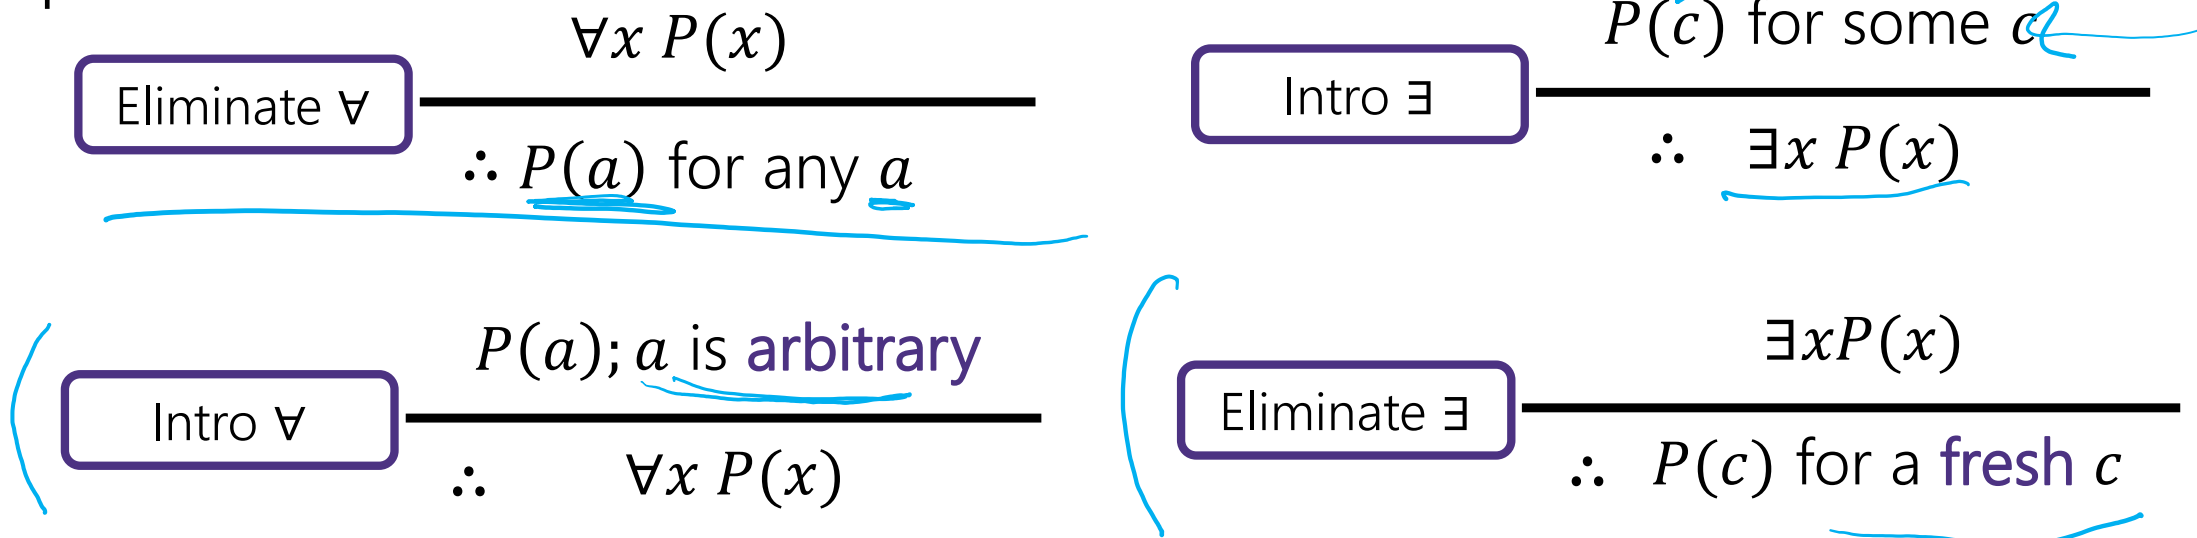 ∀x P(x)
Eliminate ∀
∴ P(a) for any a
P(c) for some c
Intro ∃
∴ ∃x P(x)
P(a); a is arbitrary
Intro ∀
∴ ∀x P(x)
∃xP(x)
Eliminate ∃
∴ P(c) for a fresh c